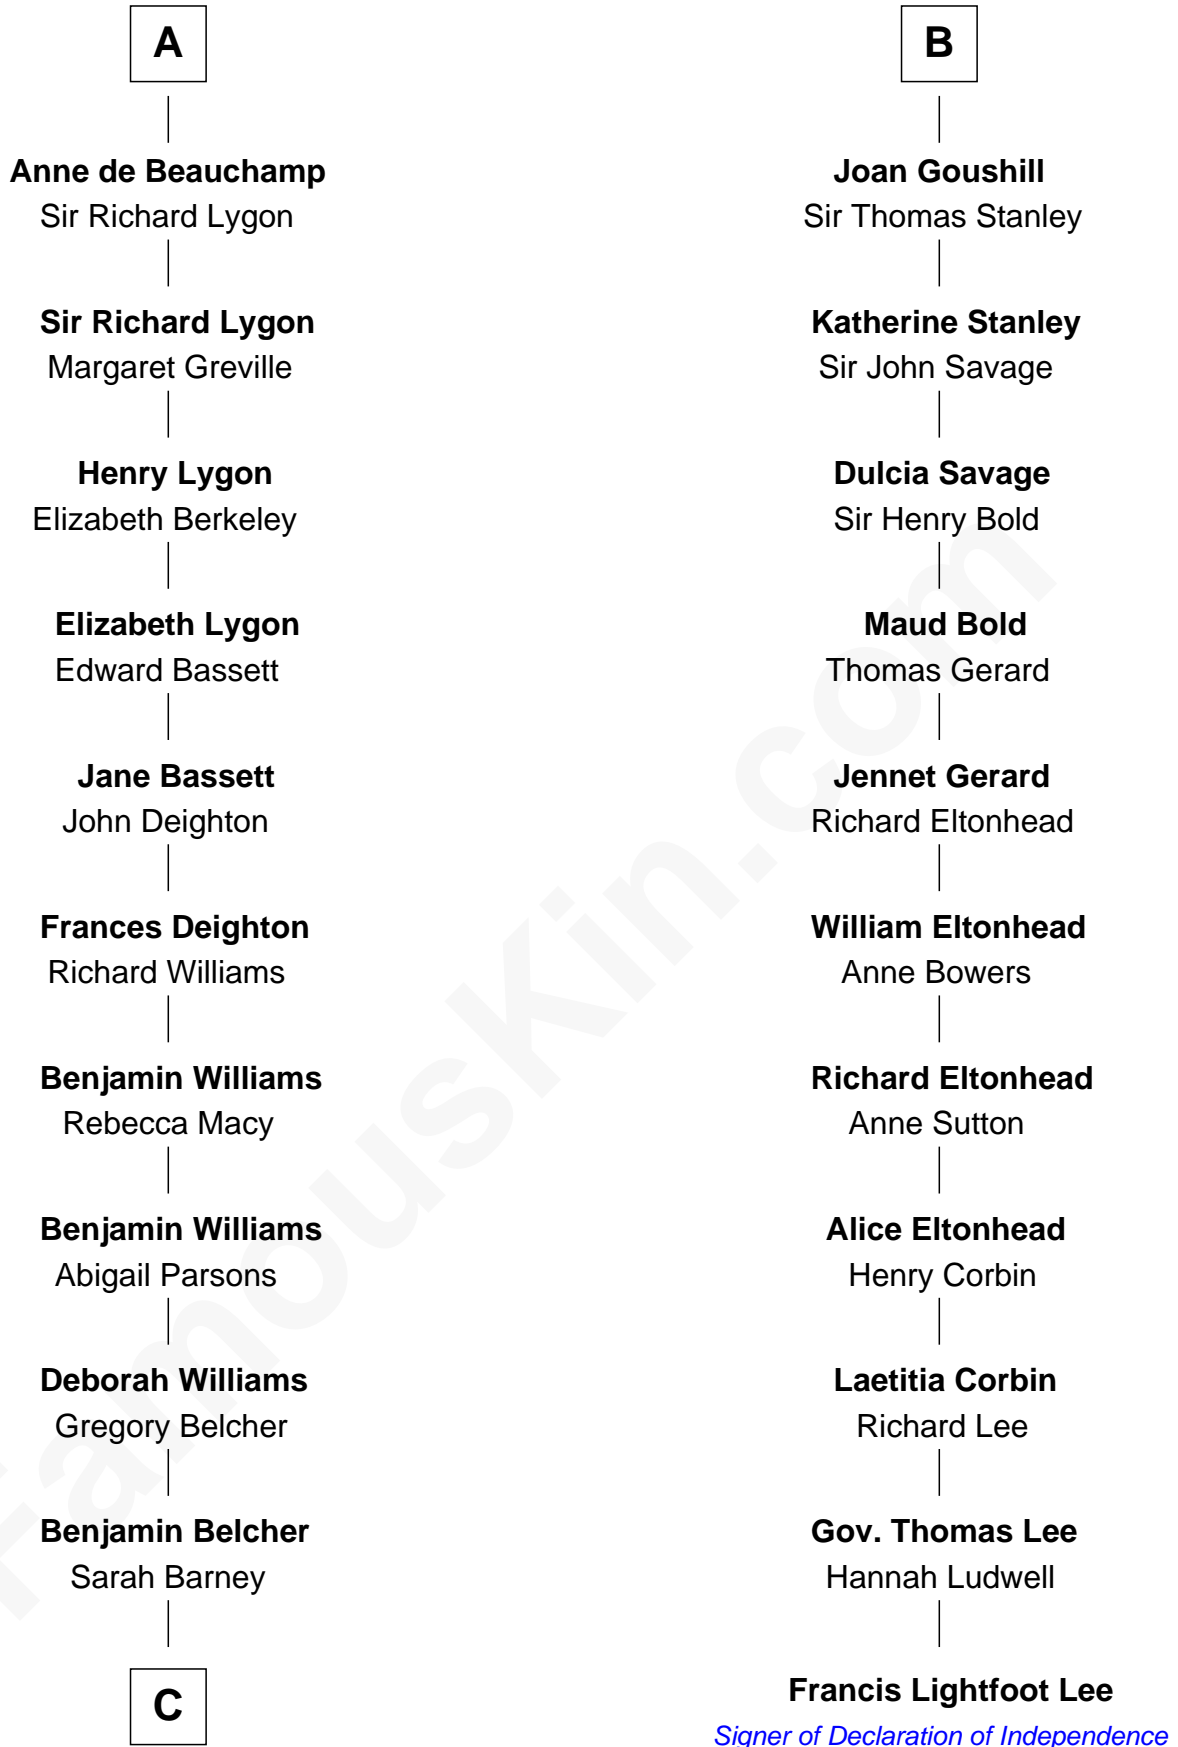 A
Anne de Beauchamp
Sir Richard Lygon
Sir Richard Lygon
Margaret Greville
Henry Lygon
Elizabeth Berkeley
Elizabeth Lygon
Edward Bassett
Jane Bassett
John Deighton
Frances Deighton
Richard Williams
Benjamin Williams
Rebecca Macy
Benjamin Williams
Abigail Parsons
Deborah Williams
Gregory Belcher
Benjamin Belcher
Sarah Barney
C
B
Joan Goushill
Sir Thomas Stanley
Katherine Stanley
Sir John Savage
Dulcia Savage
Sir Henry Bold
Maud Bold
Thomas Gerard
Jennet Gerard
Richard Eltonhead
William Eltonhead
Anne Bowers
Richard Eltonhead
Anne Sutton
Alice Eltonhead
Henry Corbin
Laetitia Corbin
Richard Lee
Gov. Thomas Lee
Hannah Ludwell
Francis Lightfoot Lee
Signer of Declaration of Independence
FamousKin.com